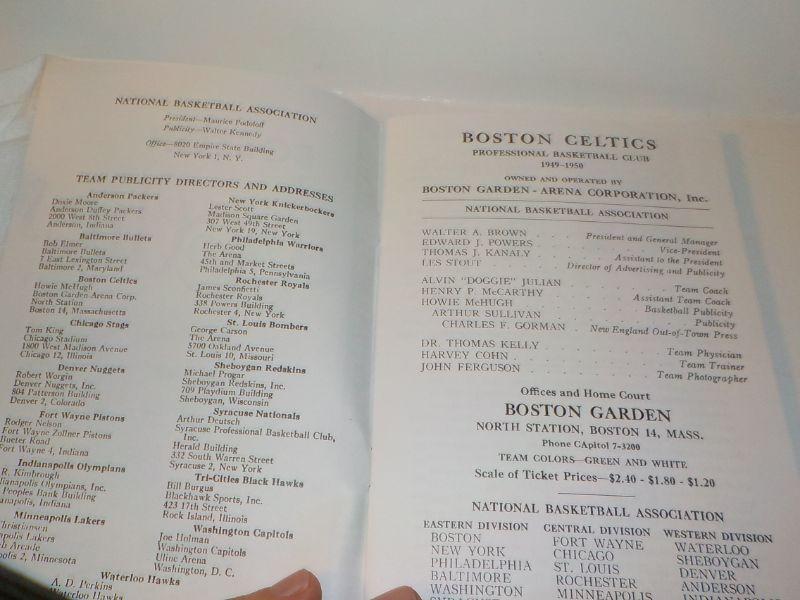 NATIONAL BASKETBALL ASSOCIATION
President—Maurice Podoloff
Publicity—Walter Kennedy
Office—8020 Empire State Building
New York 1, N. Y.
TEAM PUBLICITY DIRECTORS AND ADDRESSES
Anderson Packers
Doxie Moore
Anderson Duffey Packers
2000 West 8th Street
Anderson, Indiana
Baltimore Bullets
Bob Elmer
Baltimore Bullets
7 East Lexington Street
Baltimore 2, Maryland
Boston Celtics
Howie McHugh
Boston Garden Arena Corp.
North Station
Boston 14, Massachusetts
Chicago Stags
Tom King
Chicago Stadium
1800 West Madison Avenue
Chicago 12, Illinois
Denver Nuggets
Robert Worgin
Denver Nuggets, Inc.
804 Patterson Building
Denver 2, Colorado
Fort Wayne Pistons
Rodger Nelson
Fort Wayne Zollner Pistons
Bueter Road
Fort Wayne 4, Indiana
Indianapolis Olympians
R. Kimbrough
Indianapolis Olympians, Inc.
Peoples Bank Building
Indiana
Minneapolis Lakers
Lakers
Arcade
2, Minnesota
Waterloo Hawks
A. D. Perkins
Waterloo Hawks
New York Knickerbockers
Lester Scott
Madison Square Garden
307 West 49th Street
New York 19, New York
Philadelphia Warriors
Herb Good
The Arena
45th and Market Streets
Philadelphia 5, Pennsylvania
Rochester Royals
James Sconfietti
Rochester Royals
338 Powers Building
Rochester 4, New York
St. Louis Bombers
George Carson
The Arena
5700 Oakland Avenue
St. Louis 10, Missouri
Sheboygan Redskins
Michael Progar
Sheboygan Redskins, Inc.
709 Playdium Building
Sheboygan, Wisconsin
Syracuse Nationals
Arthur Deutsch
Syracuse Professional Basketball Club,
Inc.
Herald Building
332 South Warren Street
Syracuse 2, New York
Tri-Cities Black Hawks
Bill Burgus
Blackhawk Sports, Inc.
423 17th Street
Rock Island, Illinois
Washington Capitols
Joe Holman
Washington Capitols
Uline Arena
Washington, D. C.
BOSTON CELTICS
PROFESSIONAL BASKETBALL CLUB
1949-1950
OWNED AND OPERATED BY
BOSTON GARDEN - ARENA CORPORATION, Inc.
NATIONAL BASKETBALL ASSOCIATION
WALTER A. BROWN . . . . President and General Manager
EDWARD J. POWERS . . . . Vice-President
THOMAS J. KANALY . . . . Assistant to the President
LES STOUT . . . . Director of Advertising and Publicity
ALVIN "DOGGIE" JULIAN . . . . Team Coach
HENRY P. McCARTHY . . . . Assistant Team Coach
HOWIE McHUGH . . . . Basketball Publicity
ARTHUR SULLIVAN . . . . Publicity
CHARLES F. GORMAN . New England Out-of-Town Press
DR. THOMAS KELLY . . . . Team Physician
HARVEY COHN . . . . Team Trainer
JOHN FERGUSON . . . . Team Photographer
Offices and Home Court
BOSTON GARDEN
NORTH STATION, BOSTON 14, MASS.
Phone CApitol 7-3200
TEAM COLORS—GREEN AND WHITE
Scale of Ticket Prices—$2.40 - $1.80 - $1.20
NATIONAL BASKETBALL ASSOCIATION
EASTERN DIVISION CENTRAL DIVISION WESTERN DIVISION
BOSTON FORT WAYNE WATERLOO
NEW YORK CHICAGO SHEBOYGAN
PHILADELPHIA ST. LOUIS DENVER
BALTIMORE ROCHESTER ANDERSON
WASHINGTON MINNEAPOLIS INDIANAPOLIS
SYRACUSE